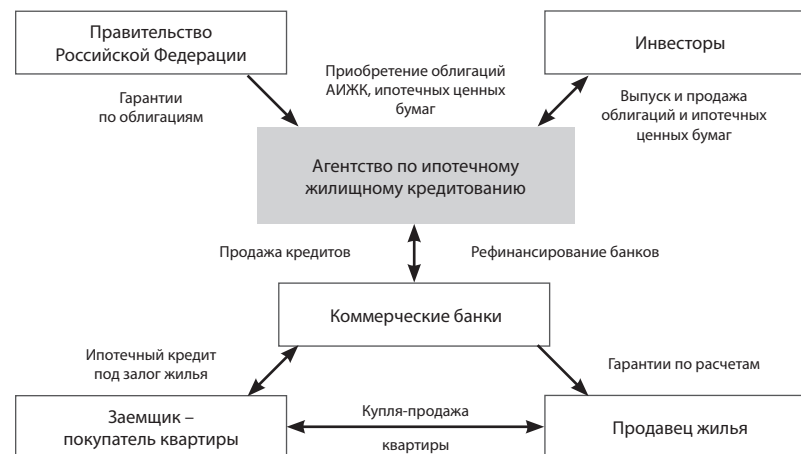 Правительство
Российской Федерации
Инвесторы
Гарантии
по облигациям
Приобретение облигаций
АИЖК, ипотечных ценных
бумаг
Выпуск и продажа
облигаций и ипотечных
ценных бумаг
Агентство по ипотечному
жилищному кредитованию
Продажа кредитов
Рефинансирование банков
Коммерческие банки
Ипотечный кредит
под залог жилья
Гарантии по расчетам
Заемщик –
покупатель квартиры
Купля-продажа
квартиры
Продавец жилья